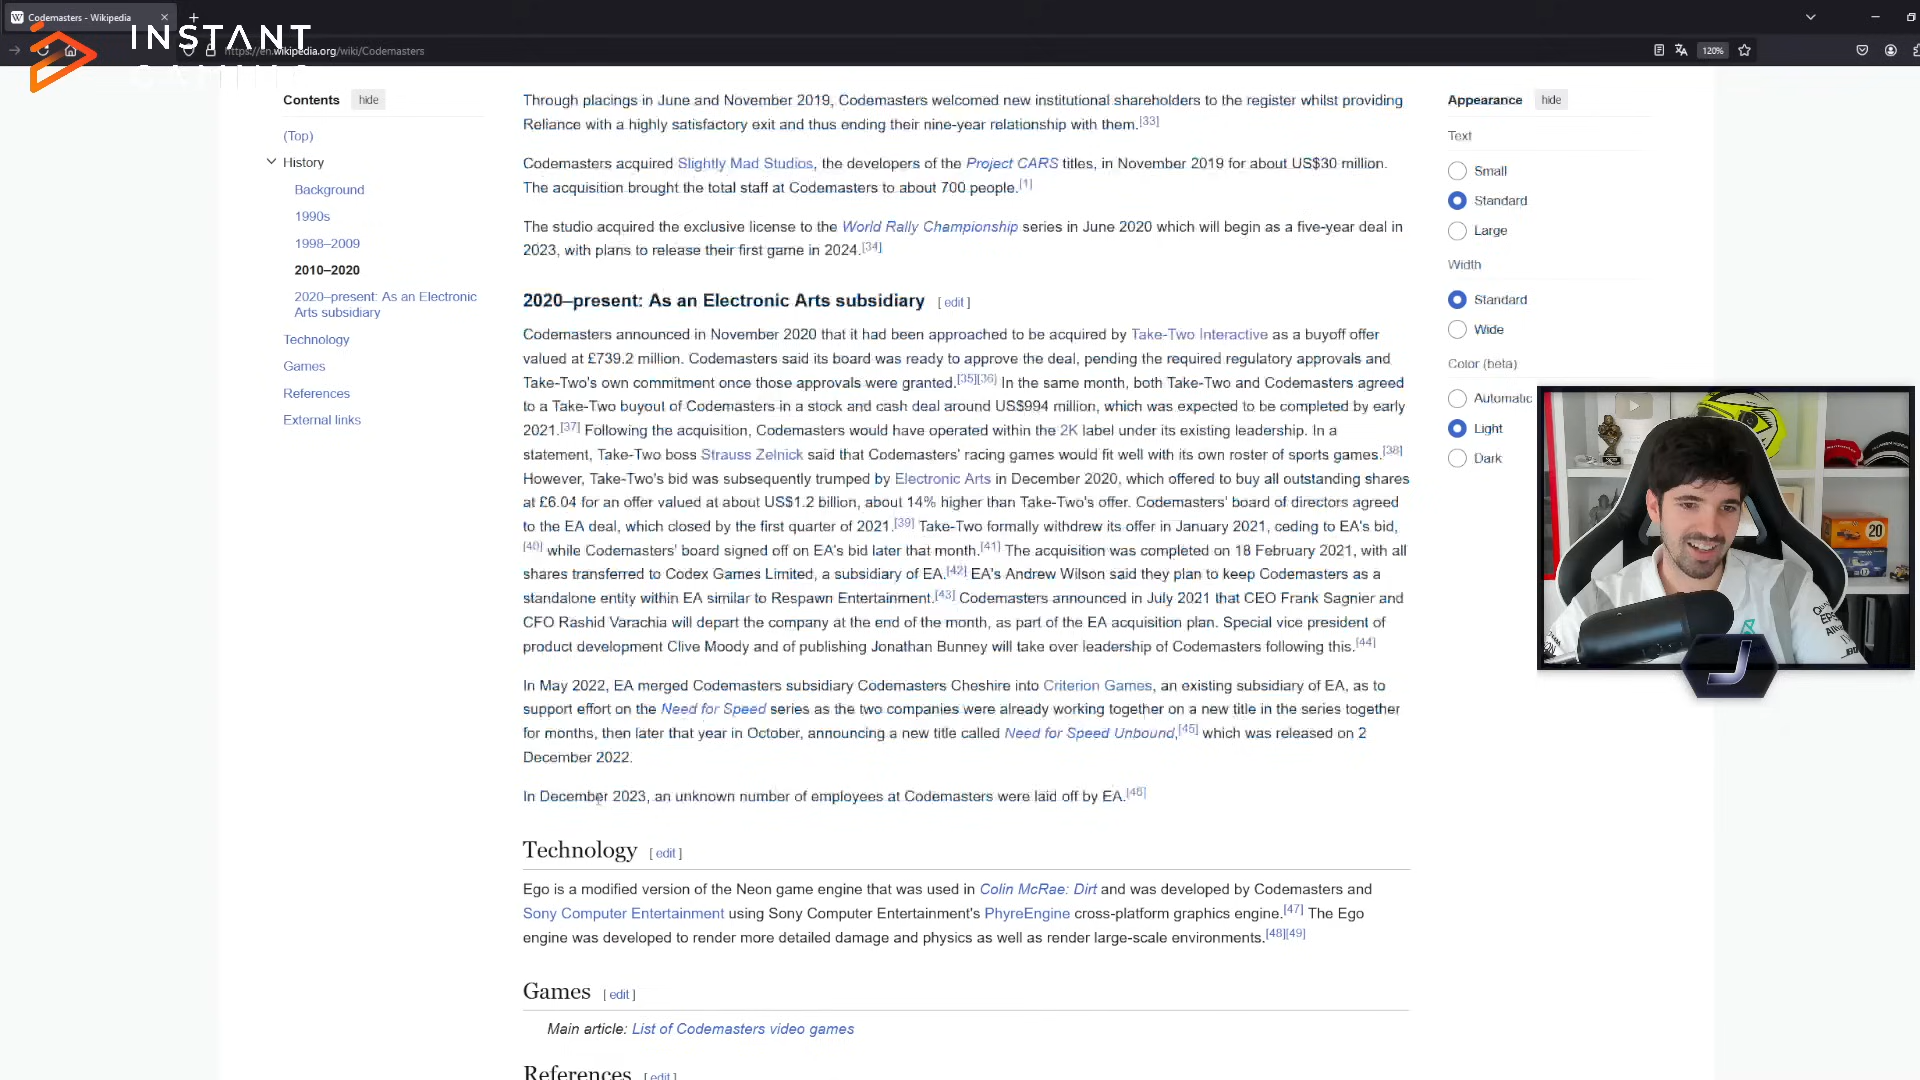 Codemasters - Wikipedia
INSTANT
https://en.wikipedia.org/wiki/Codemasters
120%
Contents
hide
(Top)
History
Background
1990s
1998–2009
2010–2020
2020–present: As an Electronic
Arts subsidiary
Technology
Games
References
External links
Through placings in June and November 2019, Codemasters welcomed new institutional shareholders to the register whilst providing
Reliance with a highly satisfactory exit and thus ending their nine-year relationship with them.[33]
Codemasters acquired Slightly Mad Studios, the developers of the Project CARS titles, in November 2019 for about US$30 million.
The acquisition brought the total staff at Codemasters to about 700 people.[1]
The studio acquired the exclusive license to the World Rally Championship series in June 2020 which will begin as a five-year deal in
2023, with plans to release their first game in 2024.[34]
2020–present: As an Electronic Arts subsidiary [ edit ]
Codemasters announced in November 2020 that it had been approached to be acquired by Take-Two Interactive as a buyoff offer
valued at £739.2 million. Codemasters said its board was ready to approve the deal, pending the required regulatory approvals and
Take-Two's own commitment once those approvals were granted.[35][36] In the same month, both Take-Two and Codemasters agreed
to a Take-Two buyout of Codemasters in a stock and cash deal around US$994 million, which was expected to be completed by early
2021.[37] Following the acquisition, Codemasters would have operated within the 2K label under its existing leadership. In a
statement, Take-Two boss Strauss Zelnick said that Codemasters' racing games would fit well with its own roster of sports games.[38]
However, Take-Two's bid was subsequently trumped by Electronic Arts in December 2020, which offered to buy all outstanding shares
at £6.04 for an offer valued at about US$1.2 billion, about 14% higher than Take-Two's offer. Codemasters' board of directors agreed
to the EA deal, which closed by the first quarter of 2021.[39] Take-Two formally withdrew its offer in January 2021, ceding to EA's bid,
[40] while Codemasters' board signed off on EA's bid later that month.[41] The acquisition was completed on 18 February 2021, with all
shares transferred to Codex Games Limited, a subsidiary of EA.[42] EA's Andrew Wilson said they plan to keep Codemasters as a
standalone entity within EA similar to Respawn Entertainment.[43] Codemasters announced in July 2021 that CEO Frank Sagnier and
CFO Rashid Varachia will depart the company at the end of the month, as part of the EA acquisition plan. Special vice president of
product development Clive Moody and of publishing Jonathan Bunney will take over leadership of Codemasters following this.[44]
In May 2022, EA merged Codemasters subsidiary Codemasters Cheshire into Criterion Games, an existing subsidiary of EA, as to
support effort on the Need for Speed series as the two companies were already working together on a new title in the series together
for months, then later that year in October, announcing a new title called Need for Speed Unbound,[45] which was released on 2
December 2022.
In December 2023, an unknown number of employees at Codemasters were laid off by EA.[46]
Technology [ edit ]
Ego is a modified version of the Neon game engine that was used in Colin McRae: Dirt and was developed by Codemasters and
Sony Computer Entertainment using Sony Computer Entertainment's PhyreEngine cross-platform graphics engine.[47] The Ego
engine was developed to render more detailed damage and physics as well as render large-scale environments.[48][49]
Games [ edit ]
Main article: List of Codemasters video games
References [ edit ]
Appearance
hide
Text
Small
Standard
Large
Width
Standard
Wide
Color (beta)
Automatic
Light
Dark
20
J